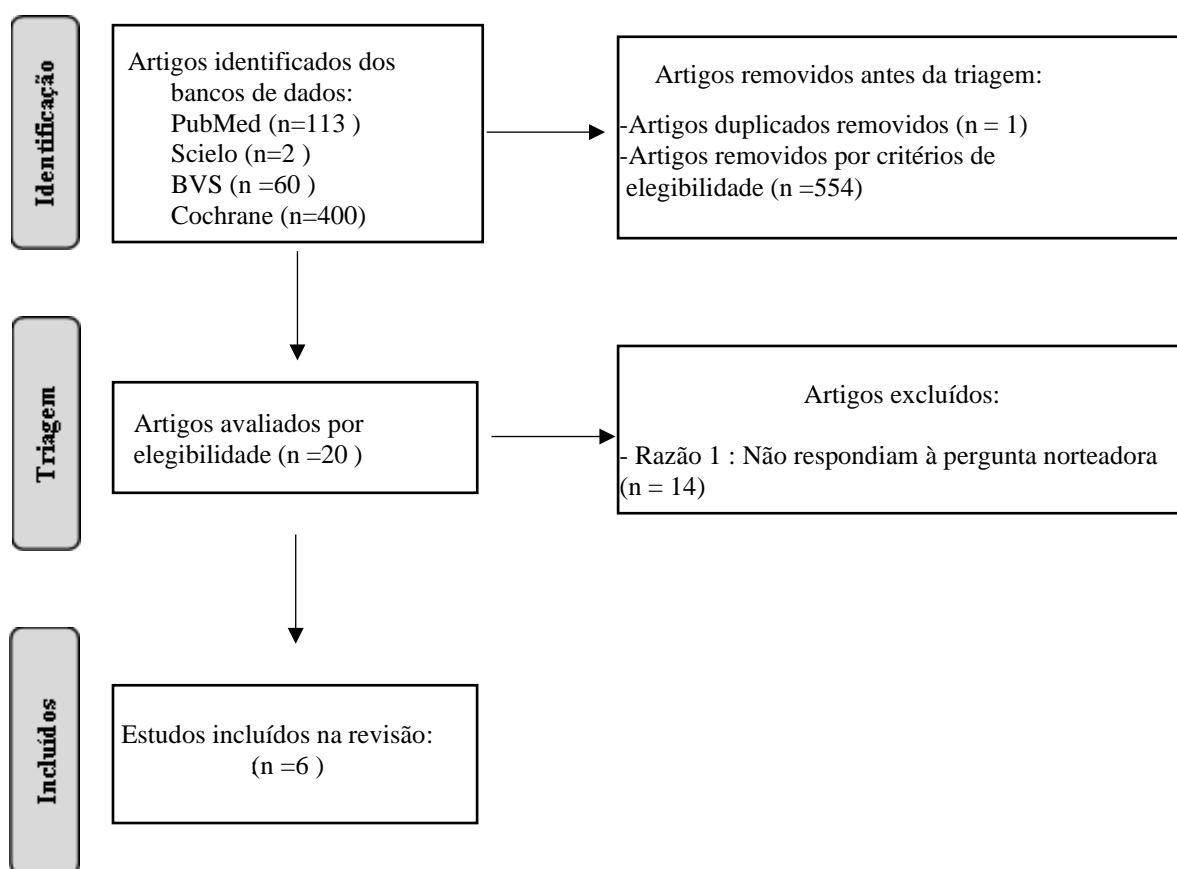 Identificação
Artigos identificados dos
bancos de dados:
PubMed (n=113 )
Scielo (n=2 )
BVS (n =60 )
Cochrane (n=400)
Artigos removidos antes da triagem:
-Artigos duplicados removidos (n = 1)
-Artigos removidos por critérios de
elegibilidade (n =554)
Triagem
Artigos avaliados por
elegibilidade (n =20 )
Artigos excluídos:
- Razão 1 : Não respondiam à pergunta norteadora
(n = 14)
Incluídos
Estudos incluídos na revisão:
(n =6 )